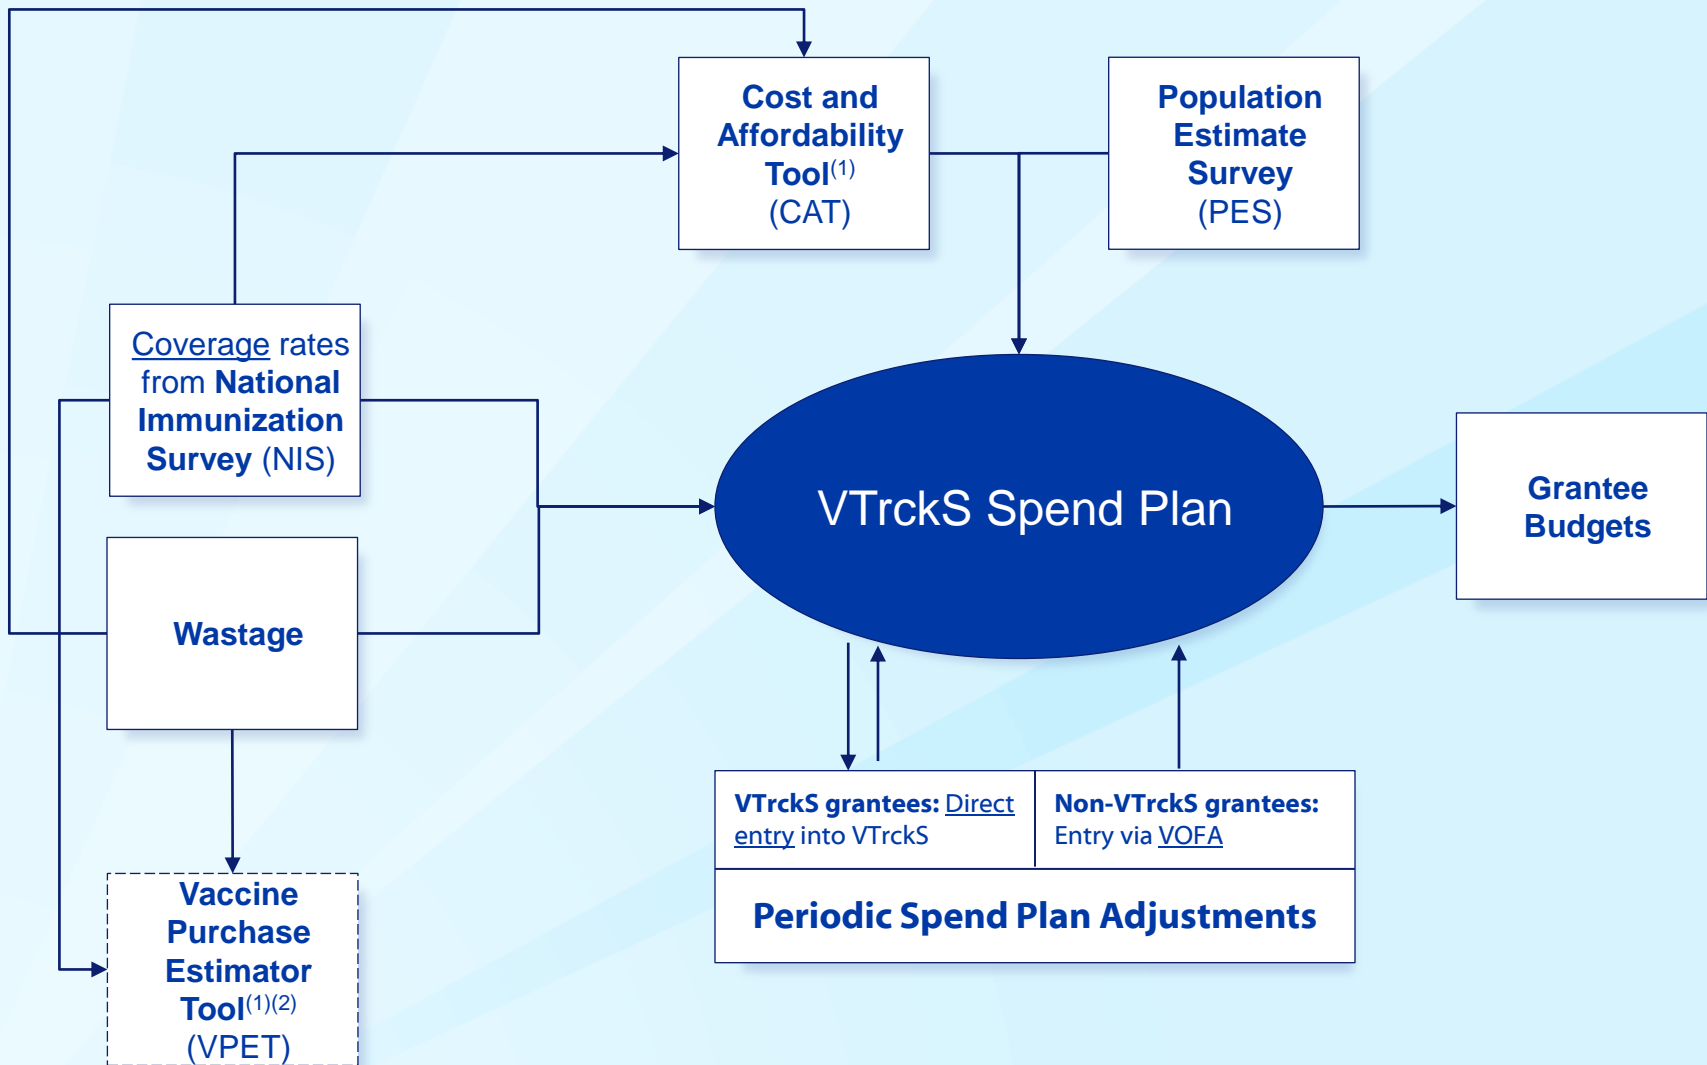 Cost and
Affordability
Tool(1)
(CAT)
Population
Estimate
Survey
(PES)
Coverage rates
from National
Immunization
Survey (NIS)
VTrckS Spend Plan
Grantee
Budgets
Wastage
VTrckS grantees: Direct
entry into VTrckS
Non-VTrckS grantees:
Entry via VOFA
Periodic Spend Plan Adjustments
Vaccine
Purchase
Estimator
Tool(1)(2)
(VPET)